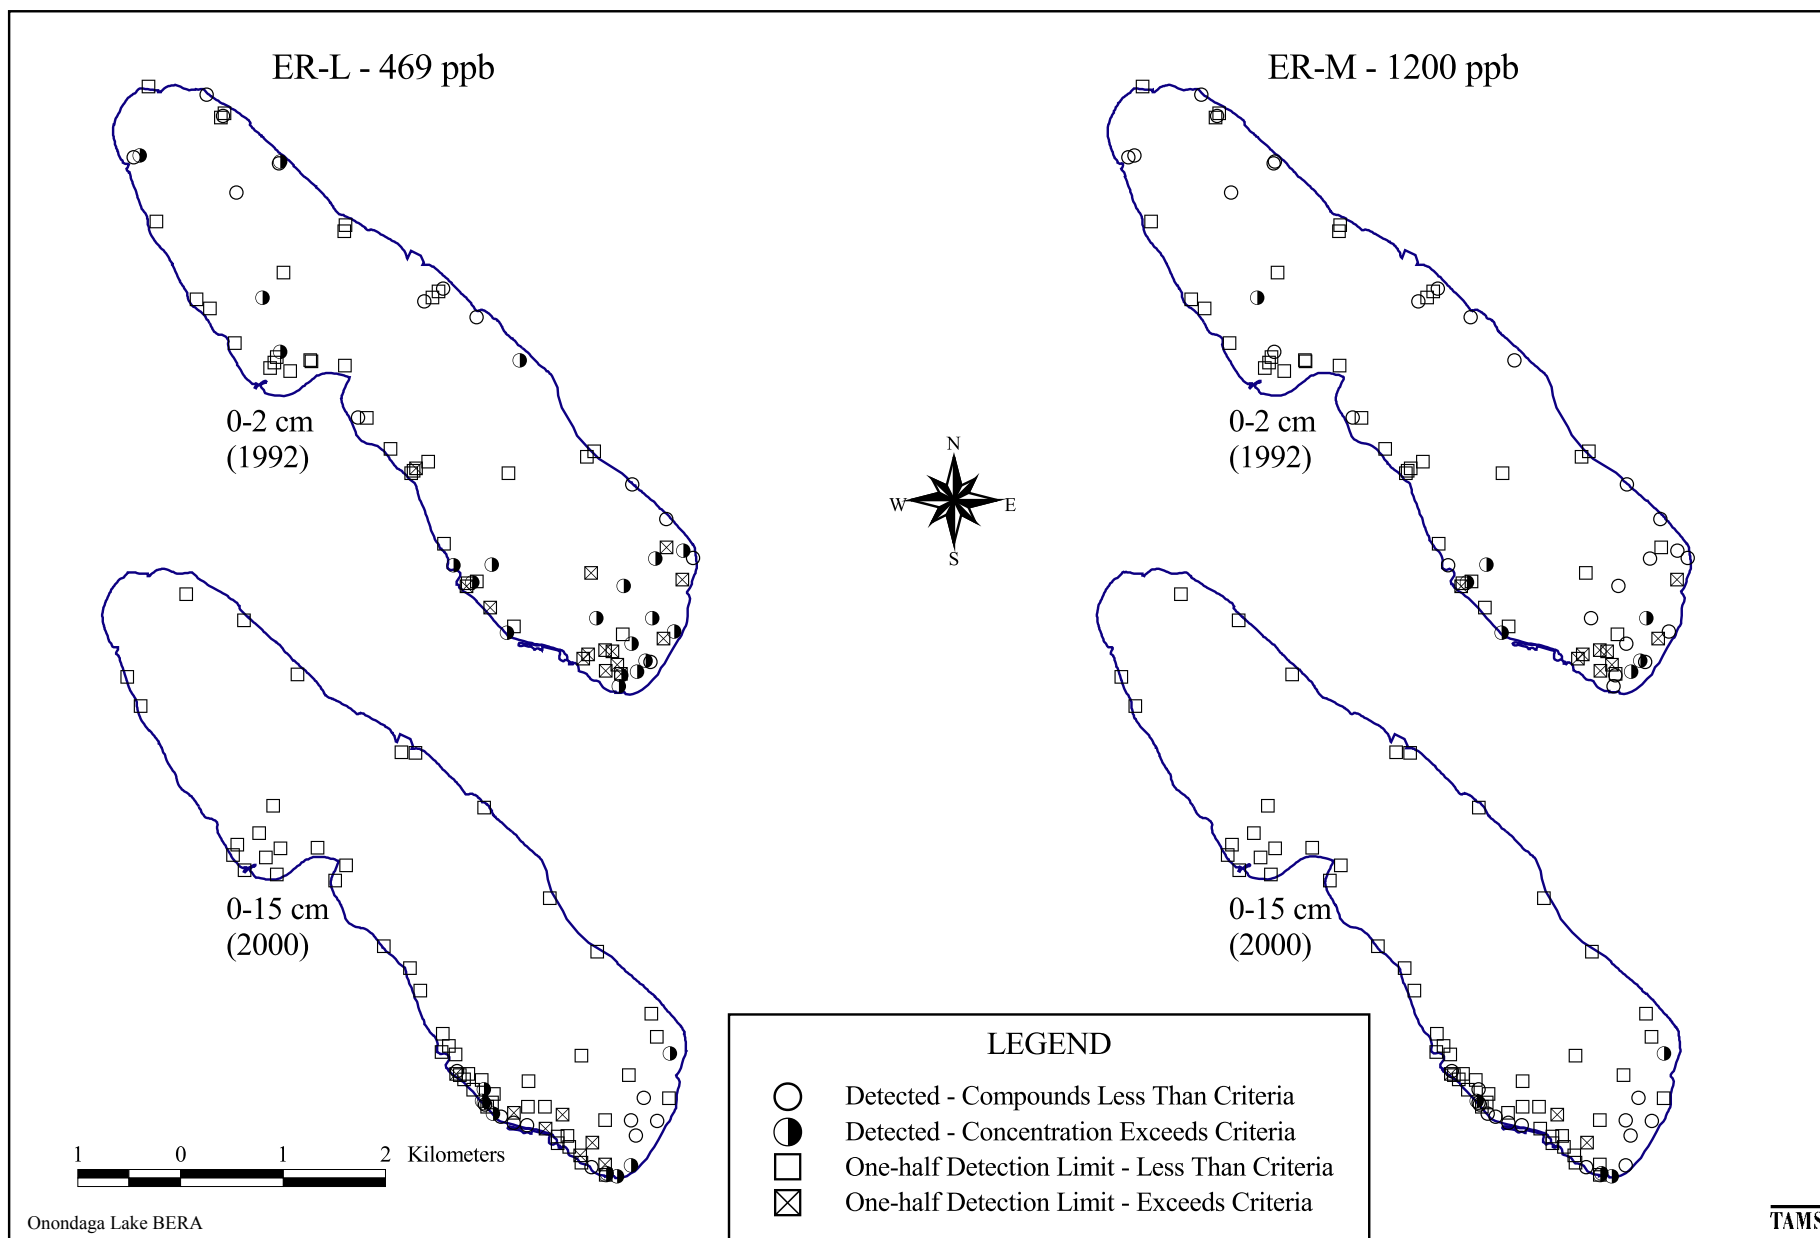 ER-L - 469 ppb
ER-M - 1200 ppb
0-2 cm
(1992)
0-2 cm
(1992)
N
W
E
S
0-15 cm
(2000)
0-15 cm
(2000)
LEGEND
Detected - Compounds Less Than Criteria
Detected - Concentration Exceeds Criteria
One-half Detection Limit - Less Than Criteria
One-half Detection Limit - Exceeds Criteria
1 0 1 2 Kilometers
Onondaga Lake BERA
TAMS